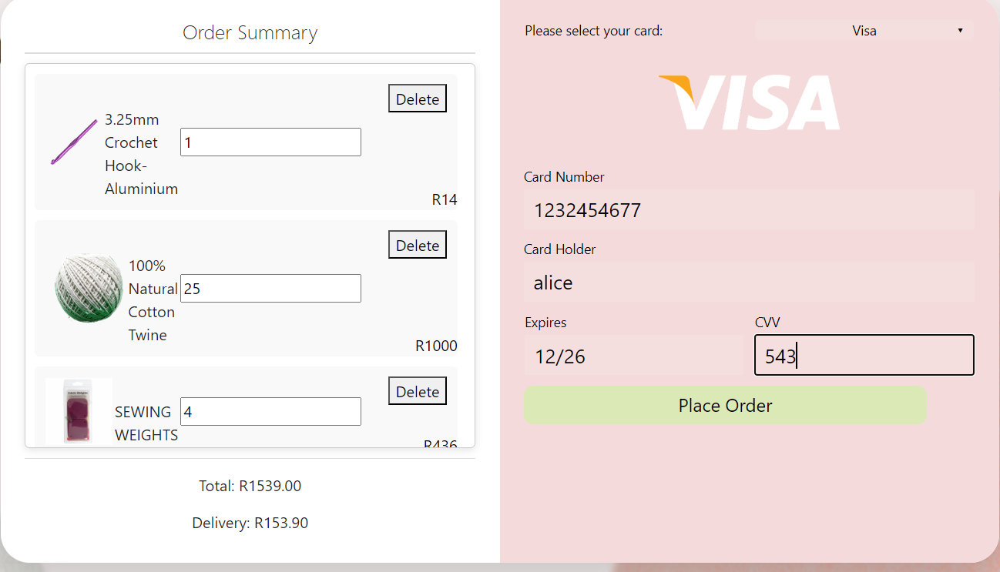 Order Summary
Delete
3.25mm
Crochet
Hook-
Aluminium
1
R14
Delete
100%
Natural
Cotton
Twine
25
R1000
Delete
SEWING
WEIGHTS
4
R436
Total: R1539.00
Delivery: R153.90
Please select your card:
Visa
VISA
Card Number
1232454677
Card Holder
alice
Expires
CVV
12/26
543
Place Order